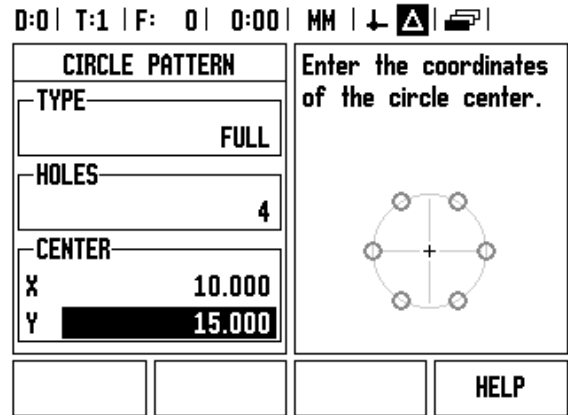 D:0 | T:1 | F: 0 | 0:00 | MM
CIRCLE PATTERN
TYPE
FULL
HOLES
4
CENTER
X 10.000
Y 15.000
Enter the coordinates
of the circle center.
HELP